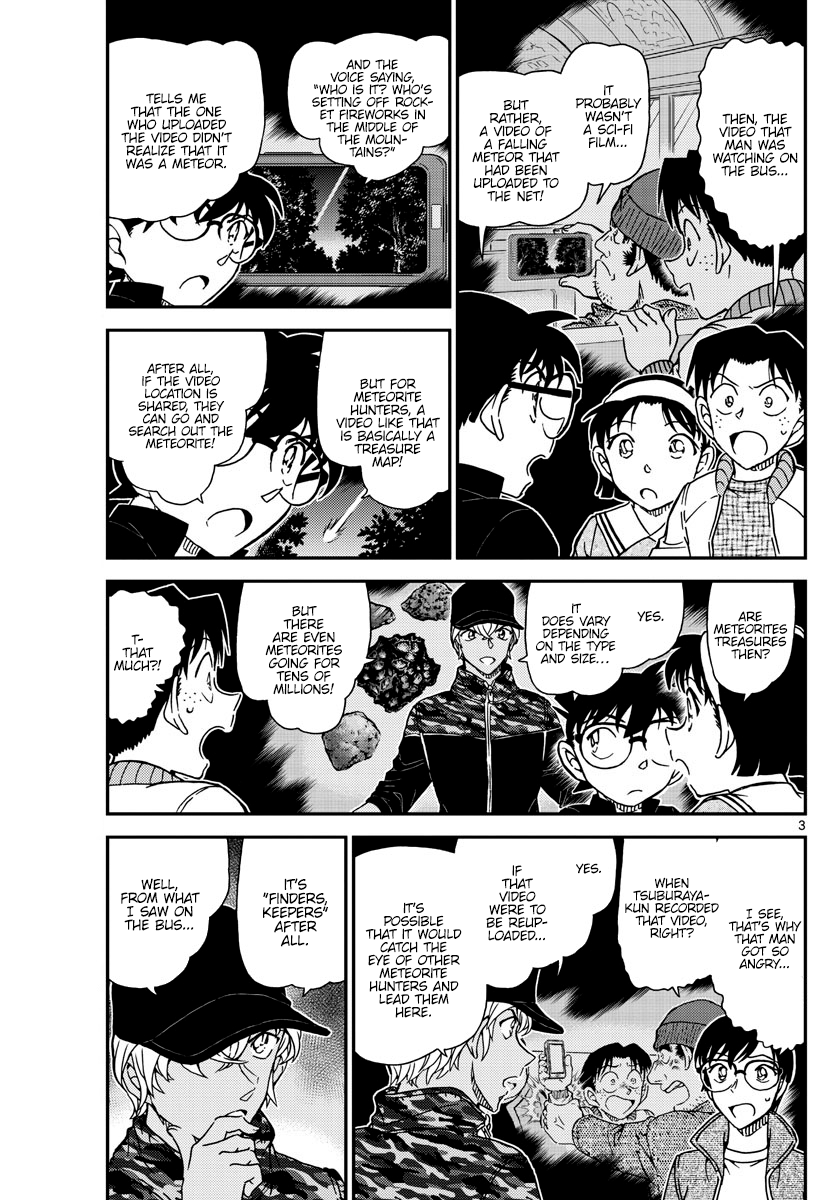 THEN, THE
VIDEO THAT
MAN WAS
WATCHING ON
THE BUS...
IT
PROBABLY
WASN'T
A SCI-FI
FILM...
BUT
RATHER,
A VIDEO OF
A FALLING
METEOR THAT
HAD BEEN
UPLOADED TO
THE NET!
AND THE
VOICE SAYING,
"WHO IS IT? WHO'S
SETTING OFF ROCK-
ET FIREWORKS IN
THE MIDDLE OF
THE MOUN-
TAINS?"
TELLS ME
THAT THE ONE
WHO UPLOADED
THE VIDEO DIDN'T
REALIZE THAT IT
WAS A METEOR.
BUT FOR
METEORITE
HUNTERS, A
VIDEO LIKE THAT
IS BASICALLY A
TREASURE
MAP!
AFTER ALL,
IF THE VIDEO
LOCATION IS
SHARED, THEY
CAN GO AND
SEARCH OUT THE
METEORITE!
ARE
METEORITES
TREASURES
THEN?
YES.
IT
DOES VARY
DEPENDING
ON THE TYPE
AND SIZE...
BUT
THERE
ARE EVEN
METEORITES
GOING FOR
TENS OF
MILLIONS!
T-
THAT
MUCH?!
3
I SEE,
THAT'S WHY
THAT MAN
GOT SO
ANGRY...
WHEN
TSUBURAYA-
KUN RECORDED
THAT VIDEO,
RIGHT?
YES.
IF
THAT
VIDEO
WERE TO
BE REUP-
LOADED...
IT'S
POSSIBLE
THAT IT WOULD
CATCH THE
EYE OF OTHER
METEORITE
HUNTERS AND
LEAD THEM
HERE.
IT'S
"FINDERS,
KEEPERS"
AFTER
ALL.
WELL,
FROM WHAT
I SAW ON
THE BUS...